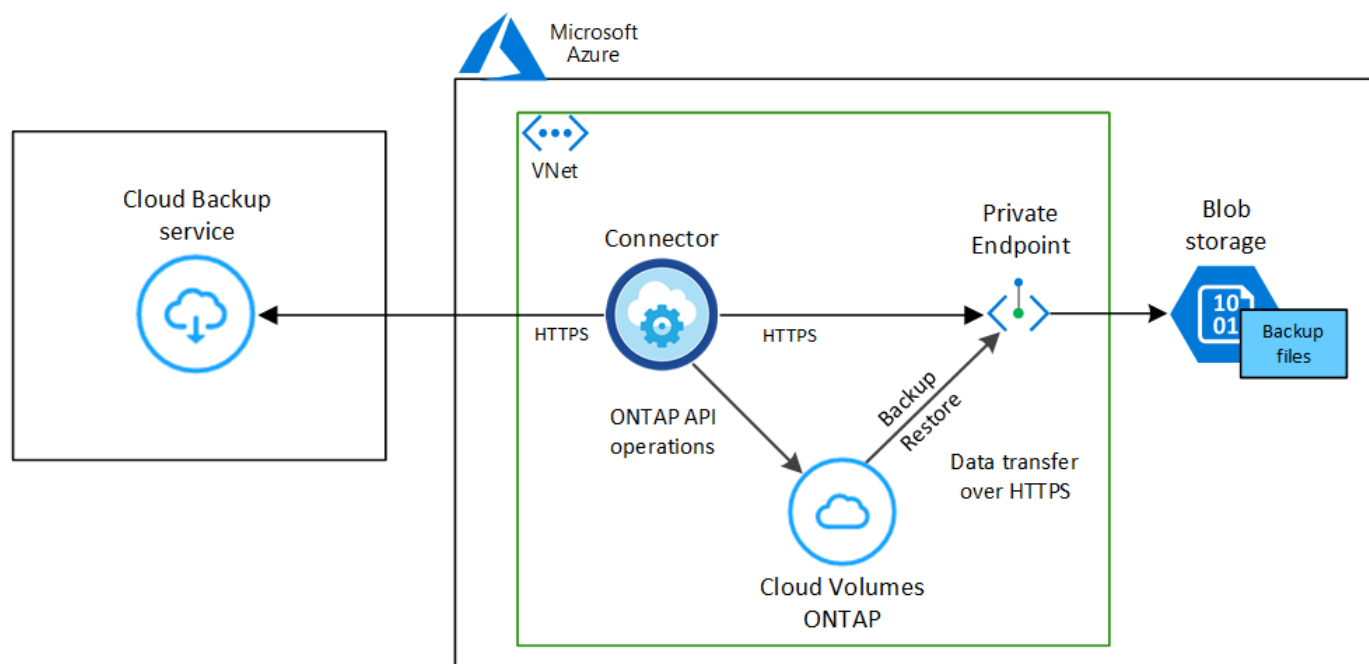 Microsoft
Azure
VNet
Cloud Backup
service
Connector
Private
Endpoint
Blob
storage
10
01
Backup
files
HTTPS
HTTPS
ONTAP API
operations
Backup
Restore
Data transfer
over HTTPS
Cloud Volumes
ONTAP